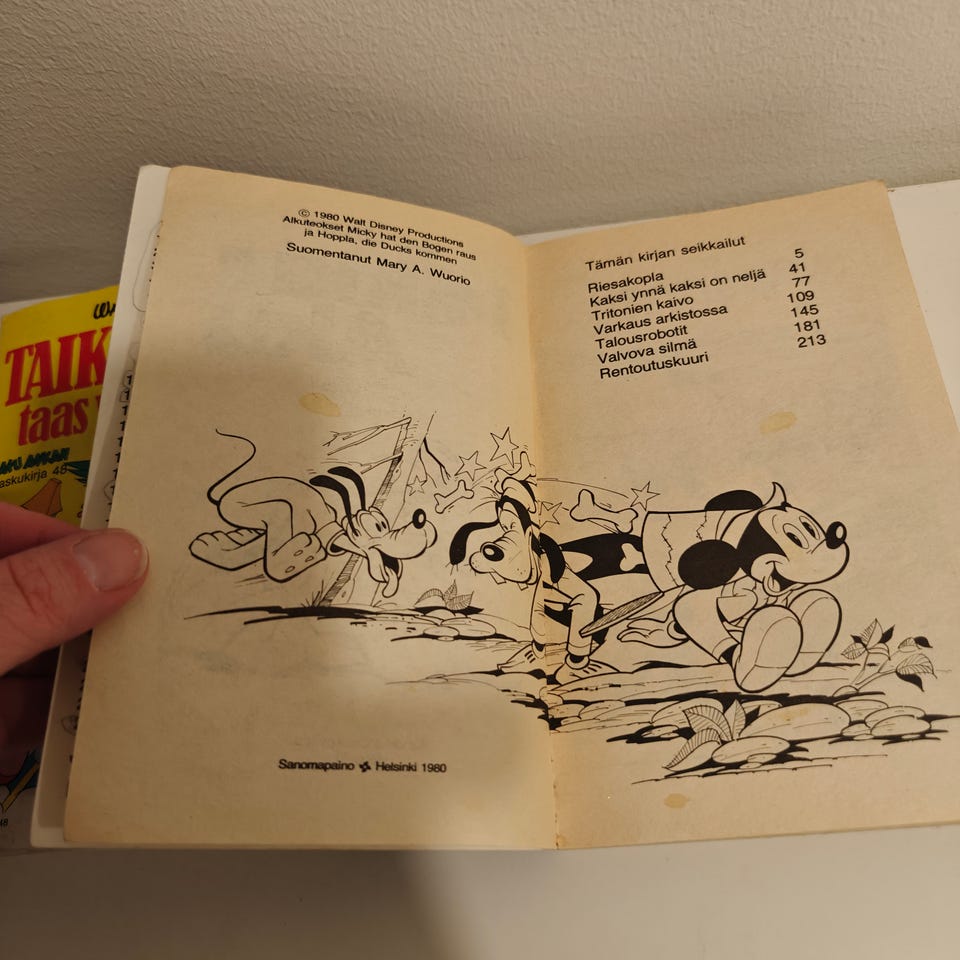 © 1980 Walt Disney Productions
Alkuteokset Micky hat den Bogen raus
ja Hoppla, die Ducks kommen
Suomentanut Mary A. Wuorio
Sanomapaino Helsinki 1980
Tämän kirjan seikkailut
Riesakopla 5
Kaksi ynnä kaksi on neljä 41
Tritonien kaivo 77
Varkaus arkistossa 109
Talousrobotit 145
Valvova silmä 181
Rentoutuskuuri 213
TAIK
taas
askukirja 48